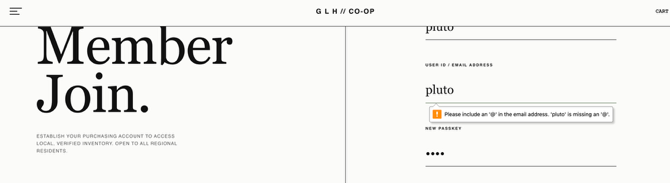 G L H // CO-OP
CART
Member
Join.
ESTABLISH YOUR PURCHASING ACCOUNT TO ACCESS
LOCAL, VERIFIED INVENTORY. OPEN TO ALL REGIONAL
RESIDENTS.
pluto
USER ID / EMAIL ADDRESS
pluto
Please include an '@' in the email address. 'pluto' is missing an '@'.
NEW PASSKEY
••••